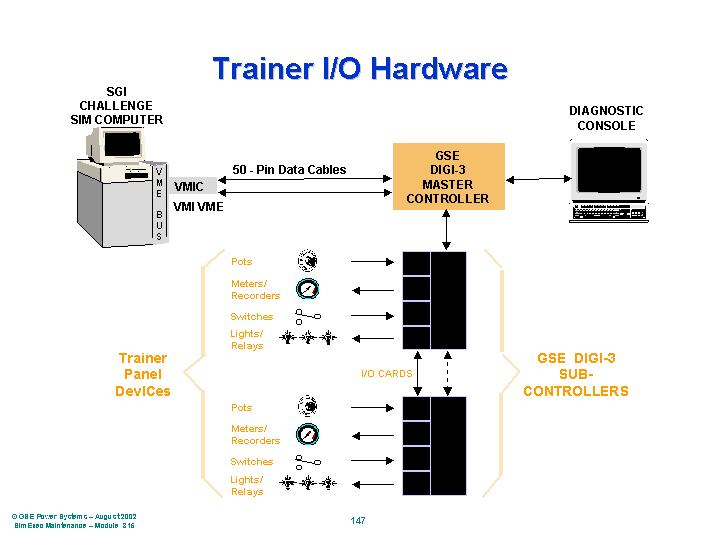 Trainer I/O Hardware
SGI
CHALLENGE
SIM COMPUTER
DIAGNOSTIC
CONSOLE
V
M
E
B
U
S
VMIC
VMI VME
50 - Pin Data Cables
GSE
DIGI-3
MASTER
CONTROLLER
Pots
Meters/
Recorders
Switches
Lights/
Relays
Trainer
Panel
DevICes
I/O CARDS
GSE DIGI-3
SUB-
CONTROLLERS
Pots
Meters/
Recorders
Switches
Lights/
Relays
© GSE Power Systems – August 2002
SimExec Maintenance – Module S16
147